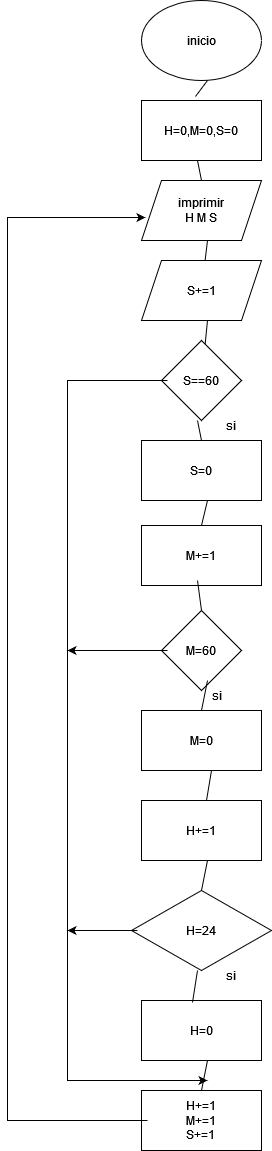 inicio
H=0,M=0,S=0
imprimir
H M S
S+=1
S==60
si
S=0
M+=1
M=60
si
M=0
H+=1
H=24
si
H=0
H+=1
M+=1
S+=1